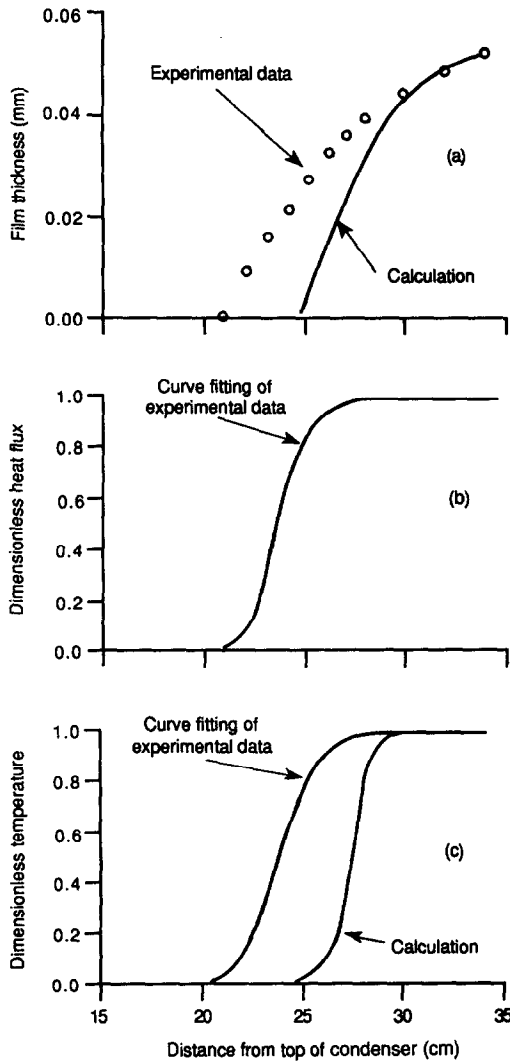 0.06
0.04
0.02
0.00
Film thickness (mm)
Experimental data
(a)
Calculation
1.0
0.8
0.6
0.4
0.2
0.0
Dimensionless heat flux
Curve fitting of
experimental data
(b)
1.0
0.8
0.6
0.4
0.2
0.0
Dimensionless temperature
Curve fitting of
experimental data
(c)
Calculation
15
20
25
30
35
Distance from top of condenser (cm)